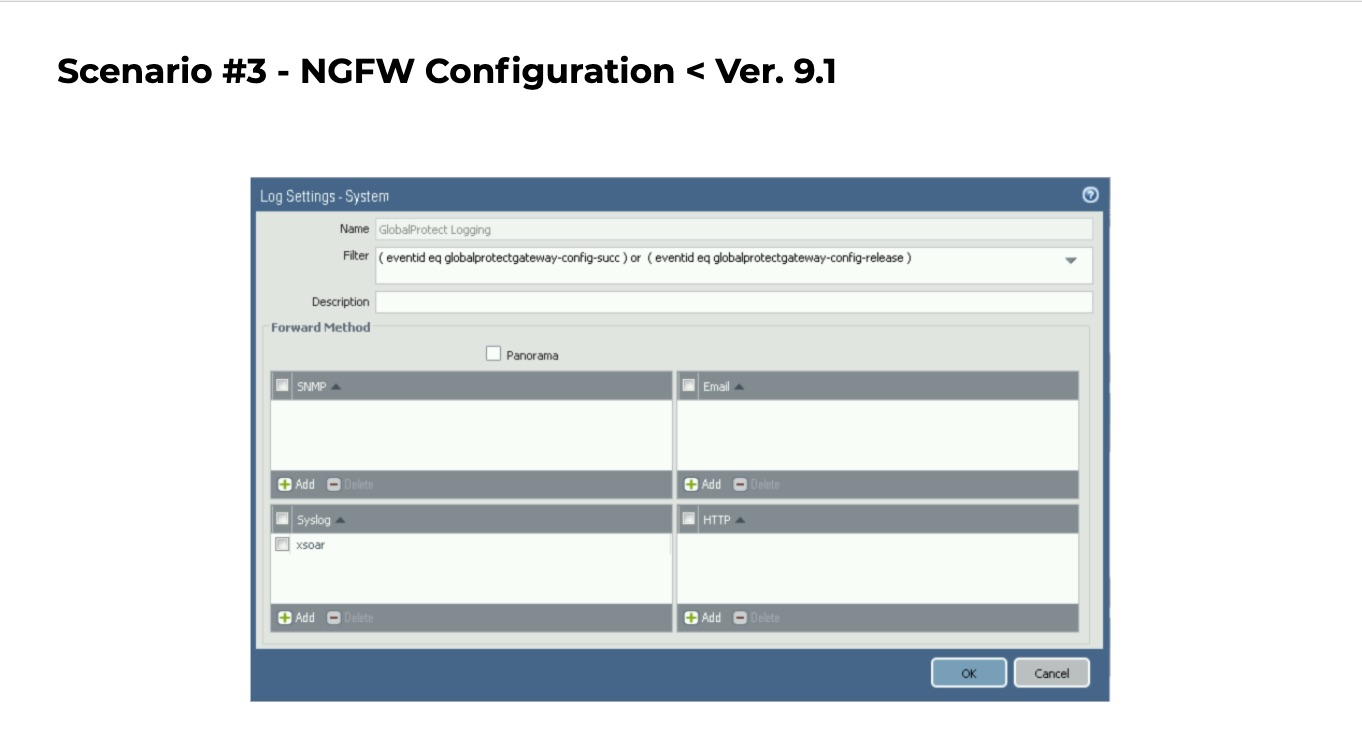 Scenario #3 - NGFW Configuration < Ver. 9.1
Log Settings - System
Name GlobalProtect Logging
Filter ( eventid eq globalprotectgateway-config-succ ) or ( eventid eq globalprotectgateway-config-release )
Description
Forward Method
Panorama
SNMP
Email
Add Delete
Add Delete
Syslog
HTTP
xsoar
Add Delete
Add Delete
OK Cancel